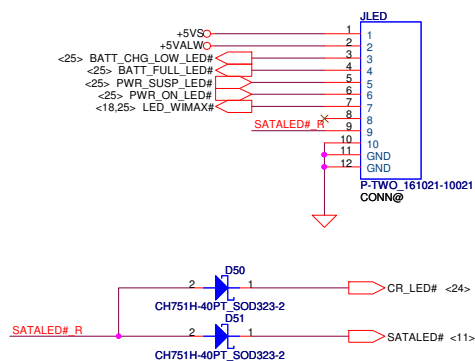 JLED
+5VS 1 1
+5VALW 2 2
<25> BATT_CHG_LOW_LED# 3 3
<25> BATT_FULL_LED# 4 4
<25> PWR_SUSP_LED# 5 5
<25> PWR_ON_LED# 6 6
<18,25> LED_WIMAX# 7 7
8 8
SATALED#_R 9 9
10 10
11 GND
12 GND
P-TWO_161021-10021
CONN@
D50
2 1 CR_LED# <24>
CH751H-40PT_SOD323-2
D51
SATALED#_R 2 1 SATALED# <11>
CH751H-40PT_SOD323-2